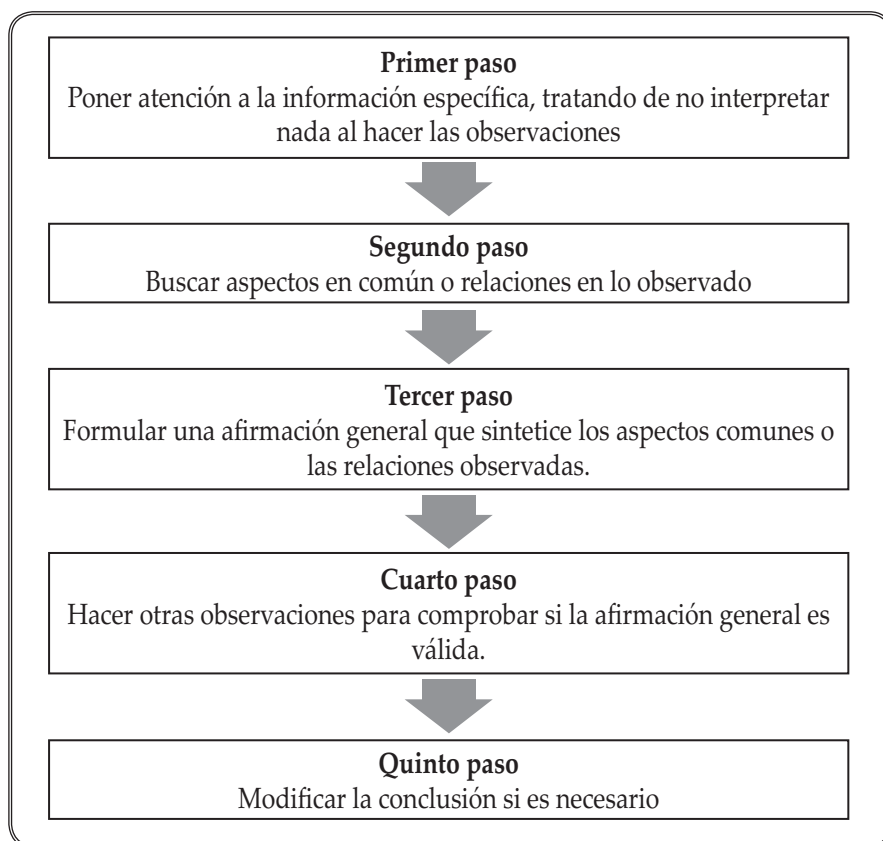 Primer paso
Poner atención a la información específica, tratando de no interpretar
nada al hacer las observaciones
Segundo paso
Buscar aspectos en común o relaciones en lo observado
Tercer paso
Formular una afirmación general que sintetice los aspectos comunes o
las relaciones observadas.
Cuarto paso
Hacer otras observaciones para comprobar si la afirmación general es
válida.
Quinto paso
Modificar la conclusión si es necesario